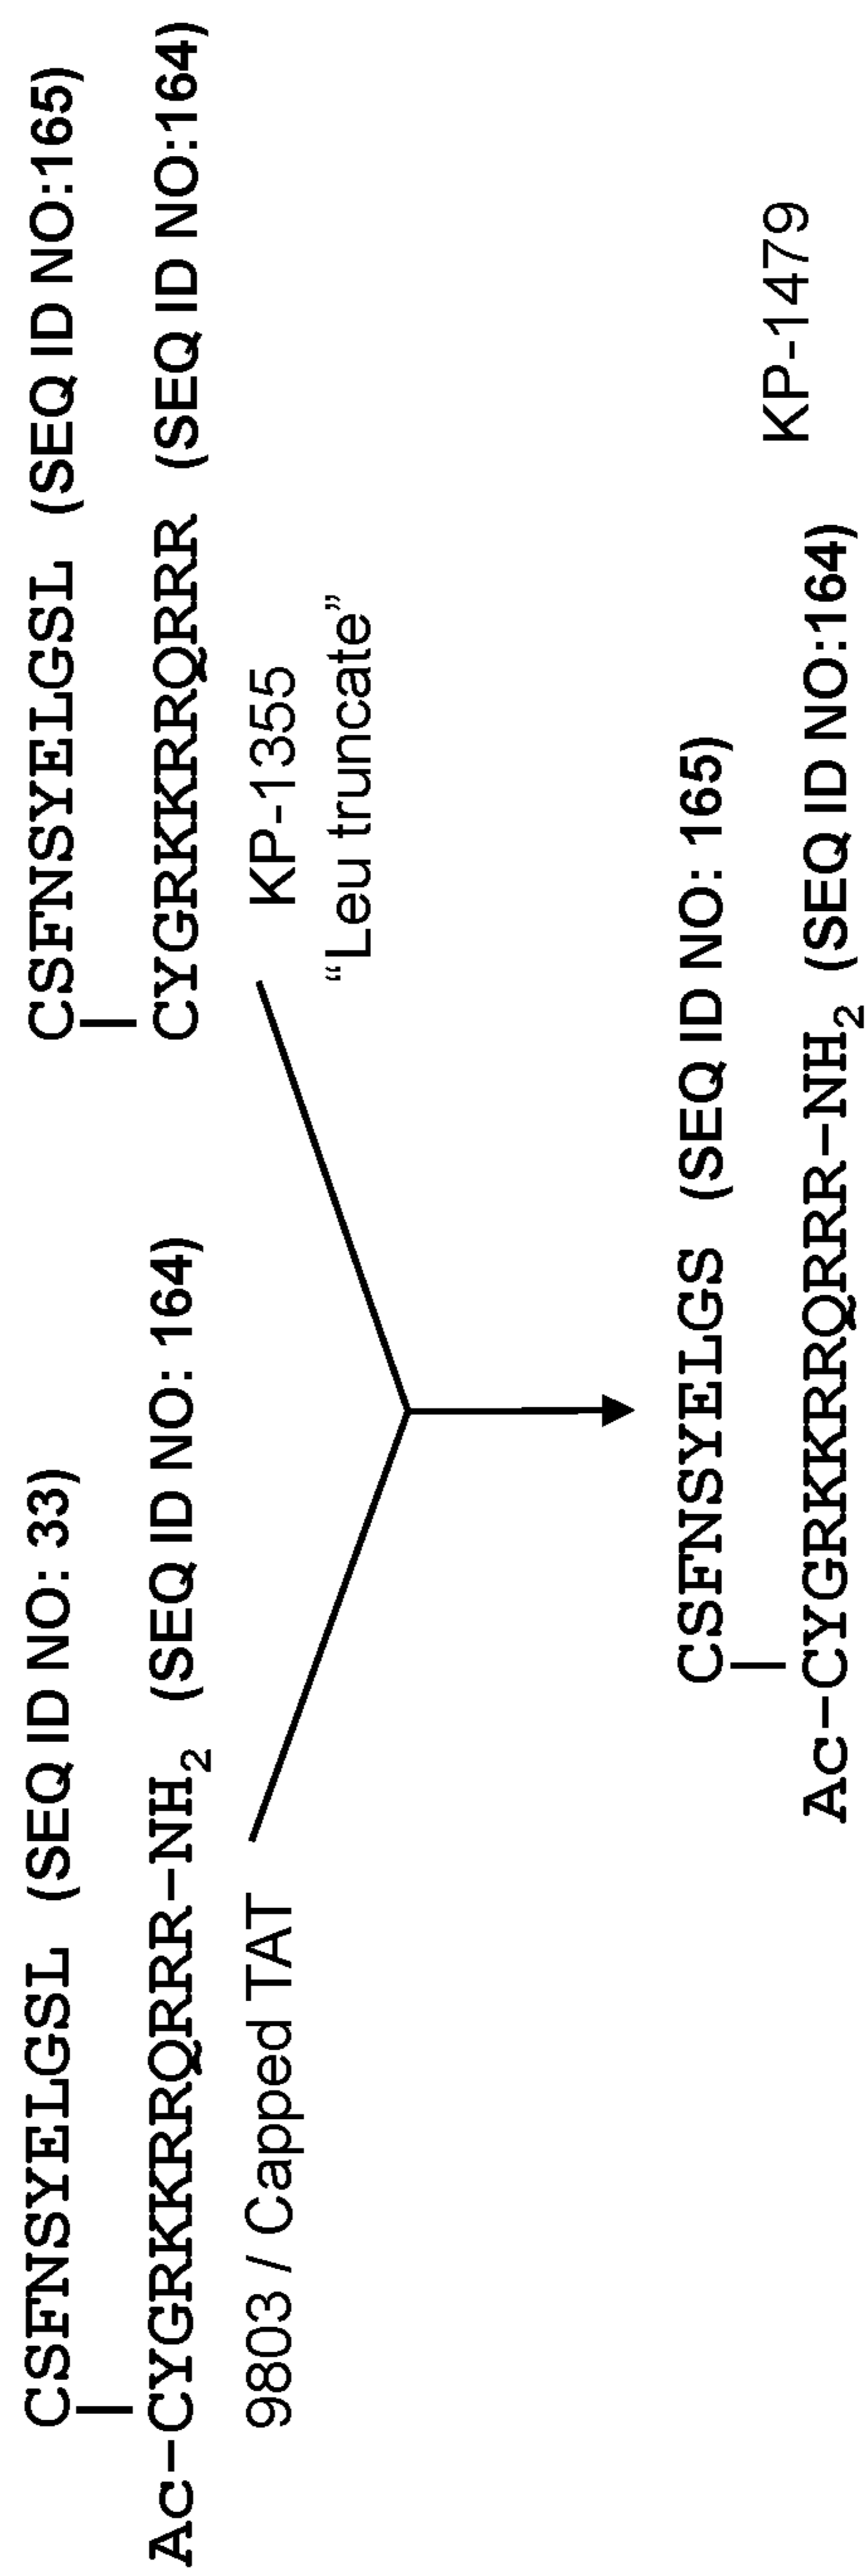 CSFNSYELGSL (SEQ ID NO: 33)
Ac-CYGRKKRRQRRR-NH2 (SEQ ID NO: 164)
9803 / Capped TAT
CSFNSYELGSL (SEQ ID NO:165)
CYGRKKRRQRRR (SEQ ID NO:164)
KP-1355
“Leu truncate”
CSFNSYELGS (SEQ ID NO: 165)
Ac-CYGRKKRRQRRR-NH2 (SEQ ID NO:164)
KP-1479